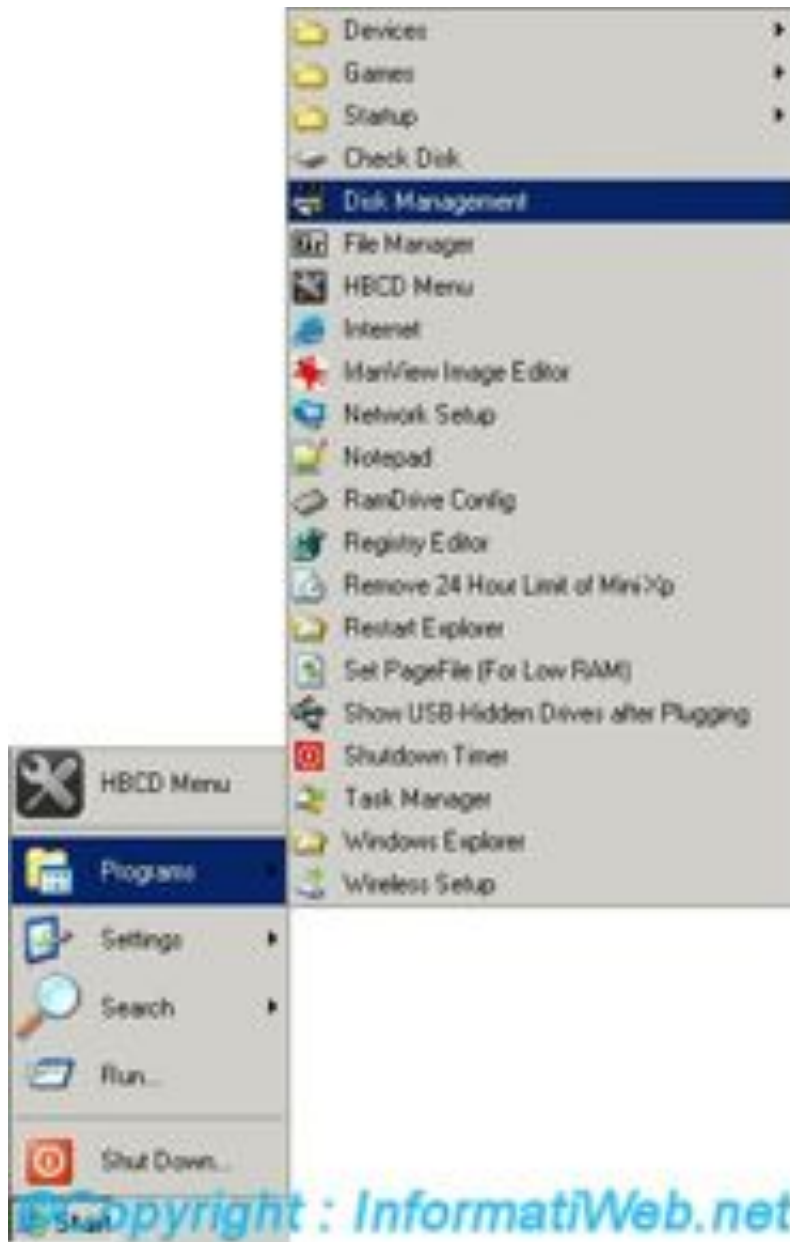 Devices
Games
Startup
Check Disk
Disk Management
File Manager
HBCD Menu
Internet
IrfanView Image Editor
Network Setup
Notepad
RamDrive Config
Registry Editor
Remove 24 Hour Limit of Mini Xp
Restart Explorer
Set PageFile (For Low RAM)
Show USB-Hidden Drives after Plugging
Shutdown Timer
Task Manager
Windows Explorer
Wireless Setup
HBCD Menu
Programs
Settings
Search
Run...
Shut Down...
Start
©Copyright : InformatiWeb.net